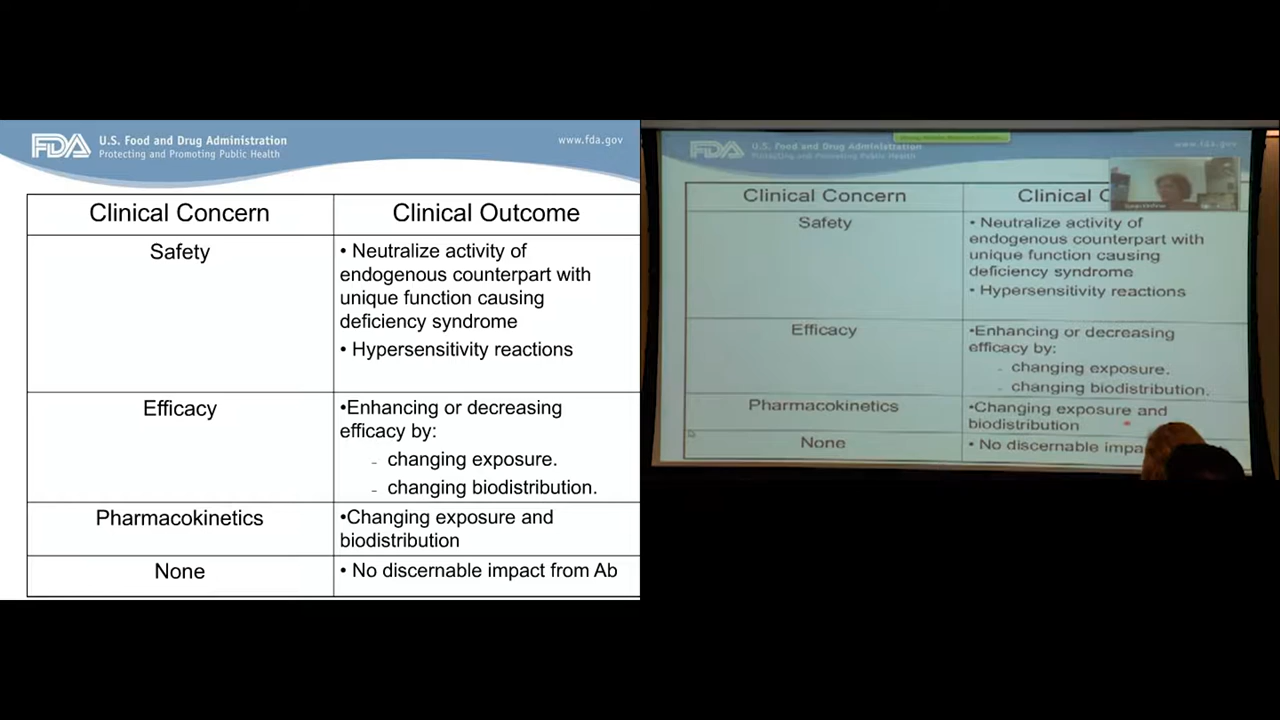 FDA U.S. Food and Drug Administration
Protecting and Promoting Public Health
www.fda.gov
Clinical Concern
Clinical Outcome
Safety
• Neutralize activity of
endogenous counterpart with
unique function causing
deficiency syndrome
• Hypersensitivity reactions
Efficacy
•Enhancing or decreasing
efficacy by:
- changing exposure.
- changing biodistribution.
Pharmacokinetics
•Changing exposure and
biodistribution
None
• No discernable impact from Ab
FDA U.S. Food and Drug Administration
Protecting and Promoting Public Health
www.fda.gov
Clinical Concern
Clinical
Safety
• Neutralize activity of
endogenous counterpart with
unique function causing
deficiency syndrome
• Hypersensitivity reactions
Efficacy
•Enhancing or decreasing
efficacy by:
- changing exposure.
- changing biodistribution.
Pharmacokinetics
•Changing exposure and
biodistribution
None
• No discernable